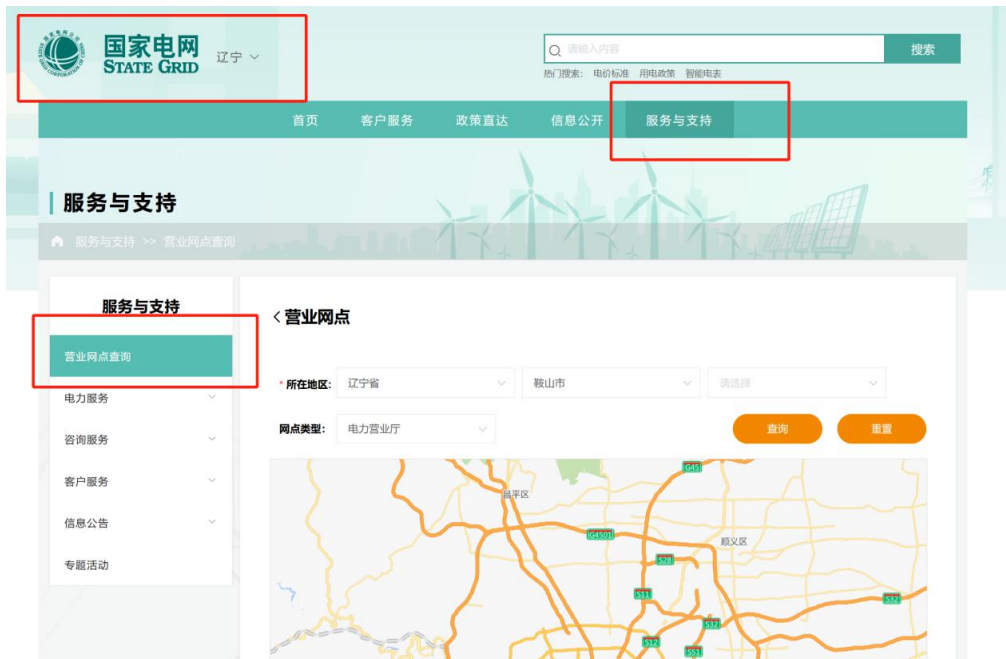 国家电网
STATE GRID
辽宁
请输入内容
搜索
热门搜索： 电价标准 用电政策 智能电表
首页 客户服务 政策直达 信息公开 服务与支持
服务与支持
服务与支持 >> 营业网点查询
服务与支持
营业网点查询
电力服务
咨询服务
客户服务
信息公告
专题活动
营业网点
* 所在地区： 辽宁省 鞍山市 请选择
网点类型： 电力营业厅 查询 重置
G45
昌平区
G4501
顺义区
S28
S11
S32
S32
S12
S51